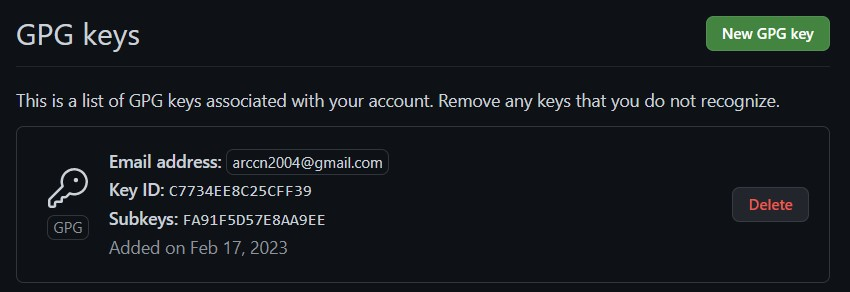 GPG keys
New GPG key
This is a list of GPG keys associated with your account. Remove any keys that you do not recognize.
Email address: arccn2004@gmail.com
Key ID: C7734EE8C25CFF39
Subkeys: FA91F5D57E8AA9EE
GPG
Added on Feb 17, 2023
Delete